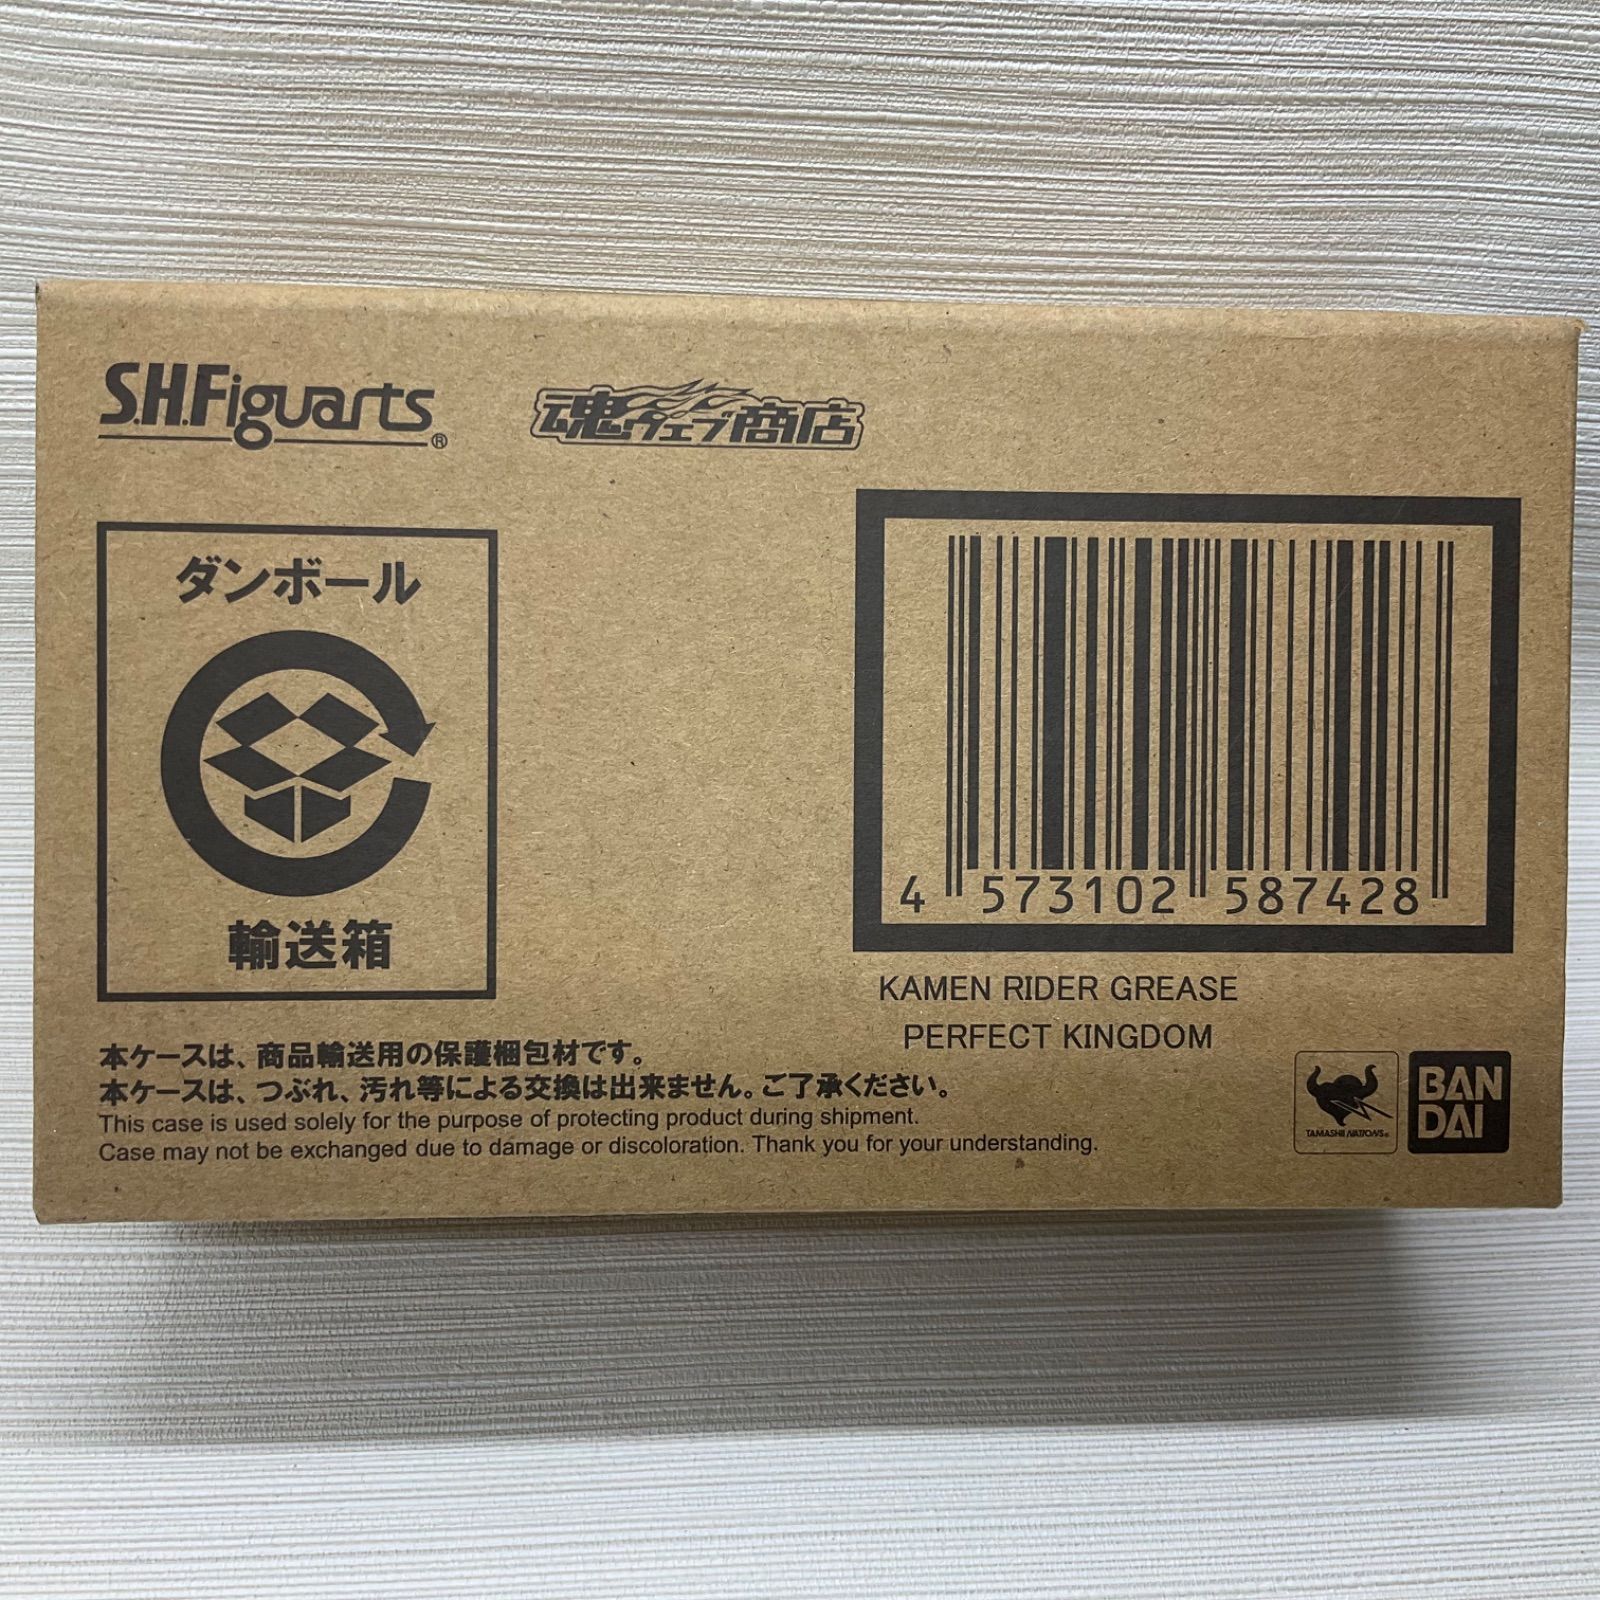 S.H.Figuarts®
魂ウェブ商店
ダンボール
輸送箱
4 573102 587428
KAMEN RIDER GREASE
PERFECT KINGDOM
本ケースは、商品輸送用の保護梱包材です。
本ケースは、つぶれ、汚れ等による交換は出来ません。ご了承ください。
This case is used solely for the purpose of protecting product during shipment.
Case may not be exchanged due to damage or discoloration. Thank you for your understanding.
TAMASHII NATIONS®
BAN
DAI